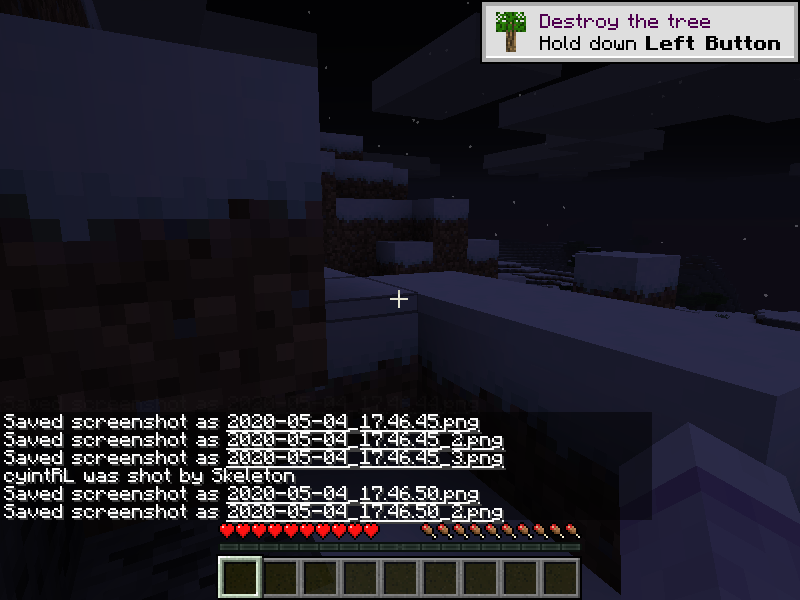 Destroy the tree
Hold down Left Button
Saved screenshot as 2020-05-04_17.46.45.png
Saved screenshot as 2020-05-04_17.46.45_2.png
Saved screenshot as 2020-05-04_17.46.45_3.png
cyintRL was shot by Skeleton
Saved screenshot as 2020-05-04_17.46.50.png
Saved screenshot as 2020-05-04_17.46.50_2.png